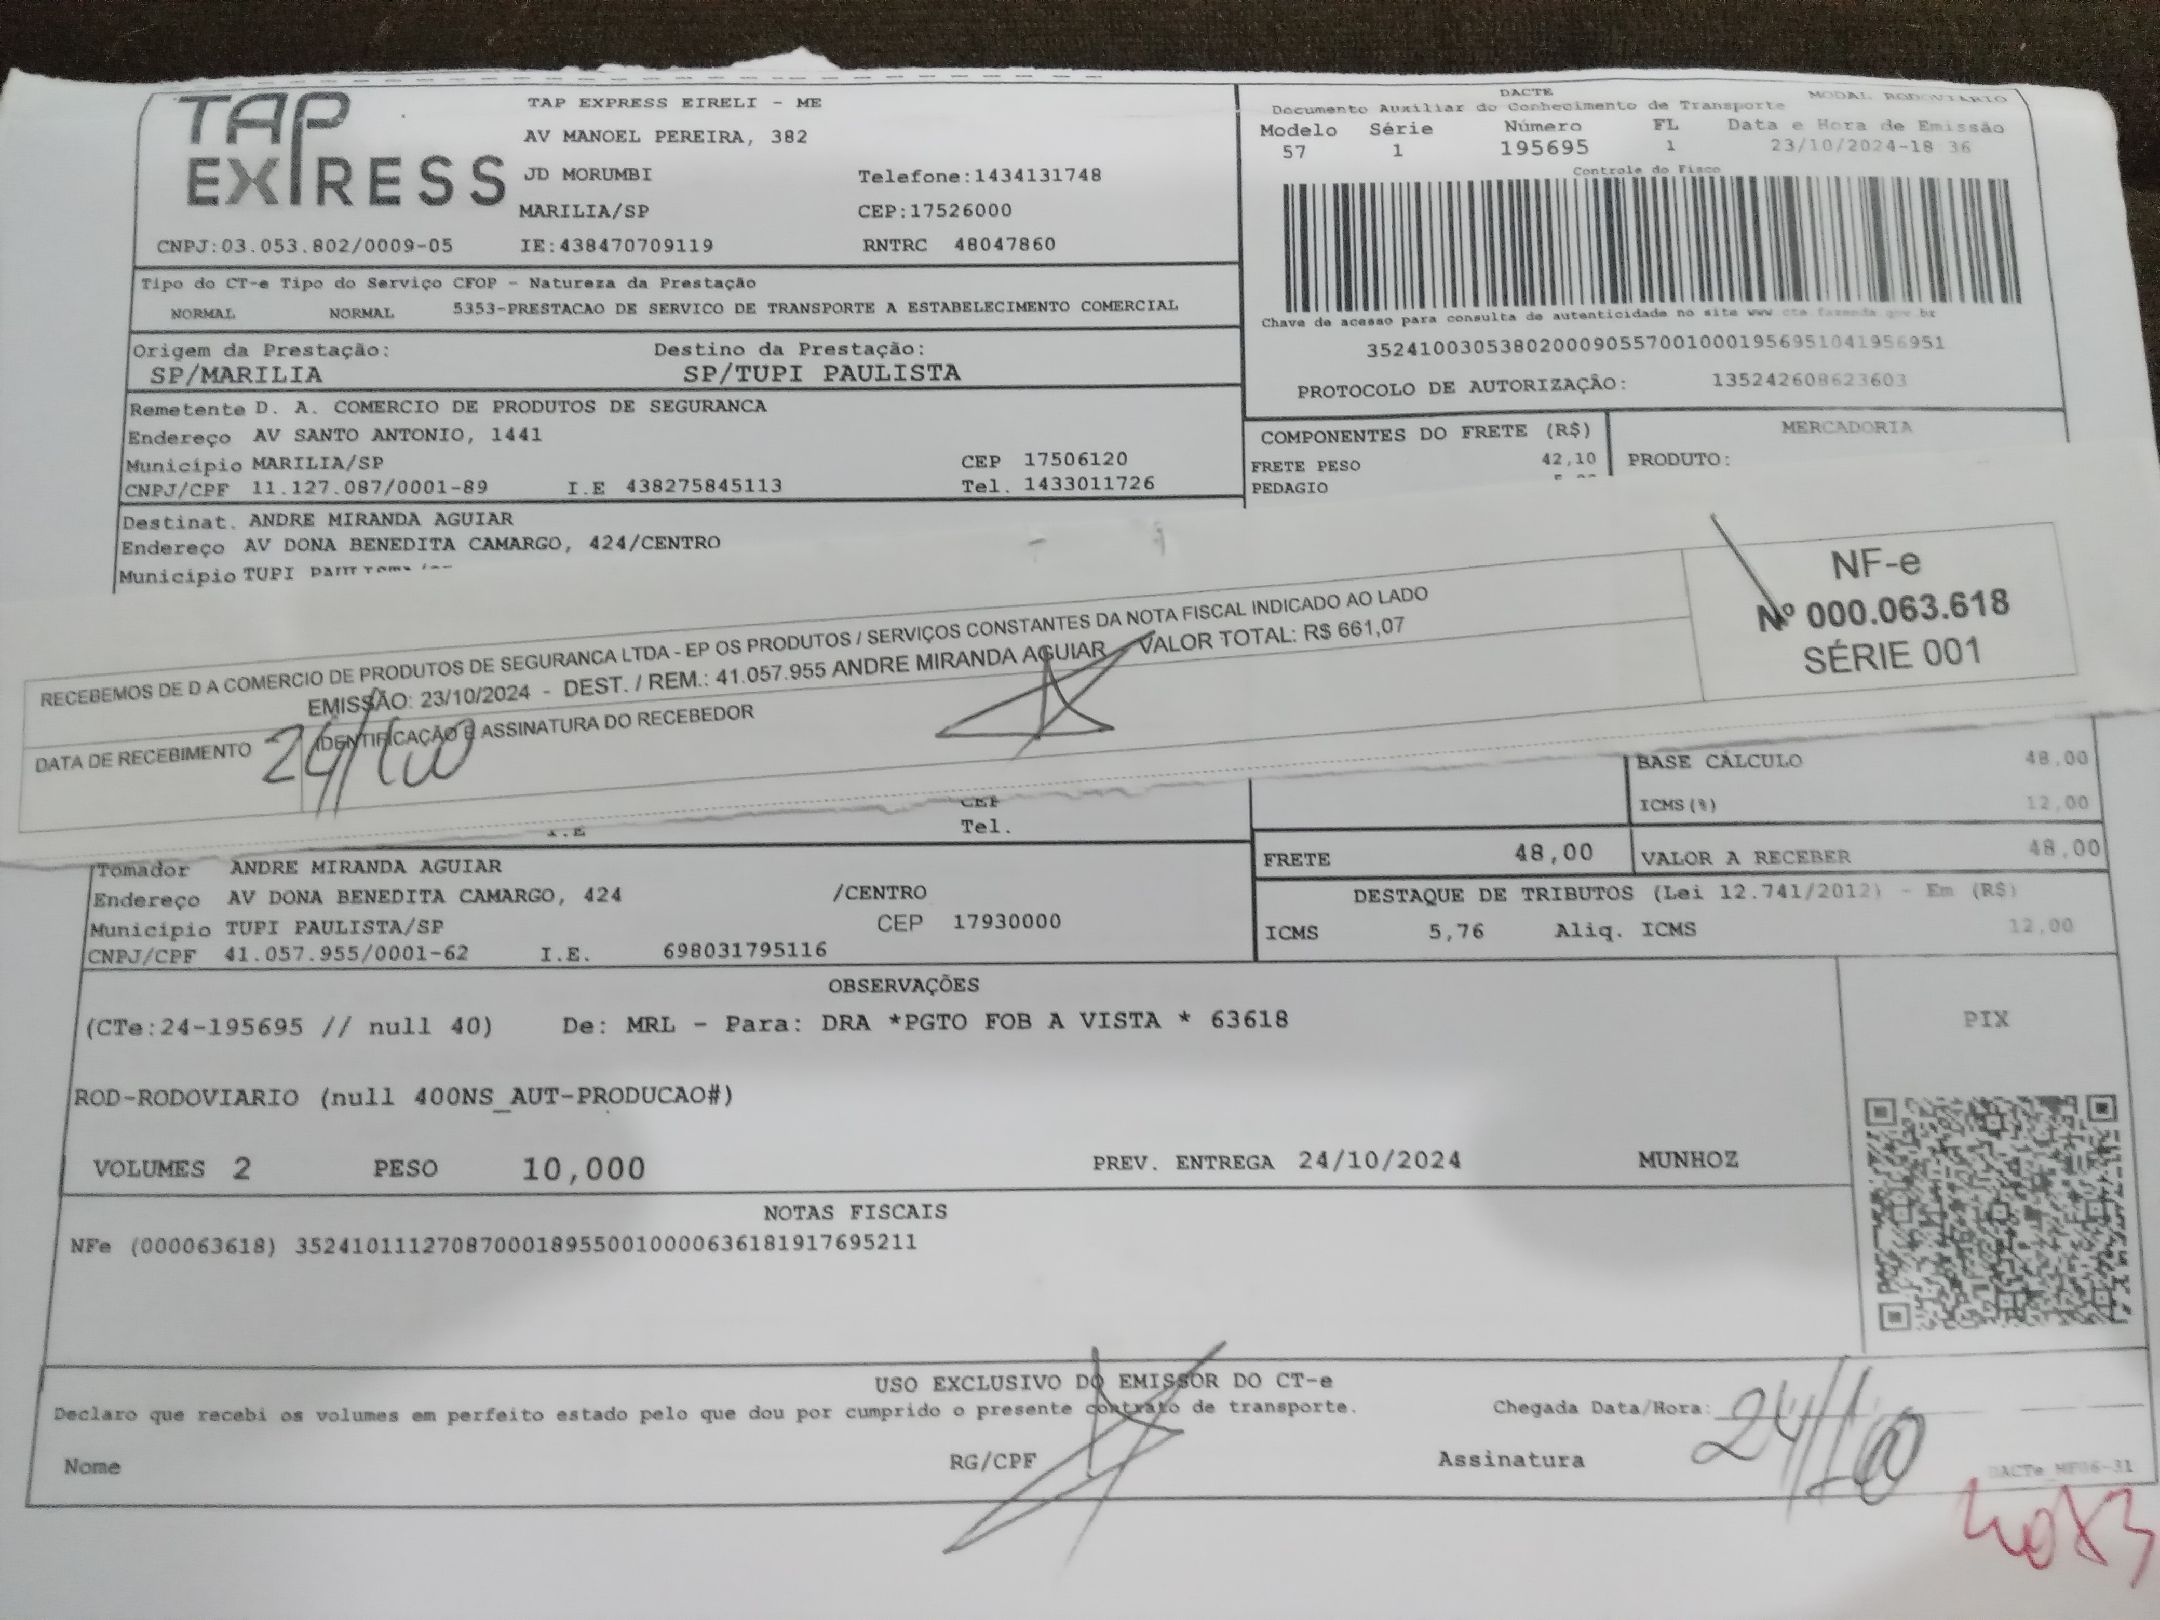 TAP EXPRESS
TAP EXPRESS EIRELI - ME
AV MANOEL PEREIRA, 382
JD MORUMBI Telefone:1434131748
MARILIA/SP CEP:17526000
CNPJ:03.053.802/0009-05 IE:438470709119 RNTRC 48047860
DACTE MODAL RODOVIARIO
Documento Auxiliar do Conhecimento de Transporte
Modelo Série Número FL Data e Hora de Emissão
57 1 195695 1 23/10/2024-18 36
Controle do Fisco
Chave de acesso para consulta de autenticidade no site www cte.fazenda.gov.br
35241003053802000905570010001956951041956951
PROTOCOLO DE AUTORIZAÇÃO: 135242608623603
Tipo do CT-e Tipo do Serviço CFOP - Natureza da Prestação
NORMAL NORMAL 5353-PRESTACAO DE SERVICO DE TRANSPORTE A ESTABELECIMENTO COMERCIAL
Origem da Prestação: Destino da Prestação:
SP/MARILIA SP/TUPI PAULISTA
Remetente D. A. COMERCIO DE PRODUTOS DE SEGURANCA
Endereço AV SANTO ANTONIO, 1441
Município MARILIA/SP CEP 17506120
CNPJ/CPF 11.127.087/0001-89 I.E 438275845113 Tel. 1433011726
COMPONENTES DO FRETE (R$) MERCADORIA
FRETE PESO 42,10 PRODUTO:
PEDAGIO
Destinat. ANDRE MIRANDA AGUIAR
Endereço AV DONA BENEDITA CAMARGO, 424/CENTRO
Município TUPI
RECEBEMOS DE D A COMERCIO DE PRODUTOS DE SEGURANCA LTDA - EP OS PRODUTOS / SERVIÇOS CONSTANTES DA NOTA FISCAL INDICADO AO LADO
EMISSÃO: 23/10/2024 - DEST. / REM.: 41.057.955 ANDRE MIRANDA AGUIAR VALOR TOTAL: R$ 661,07
DATA DE RECEBIMENTO IDENTIFICAÇÃO E ASSINATURA DO RECEBEDOR
NF-e
Nº 000.063.618
SÉRIE 001
CEP
I.E Tel.
BASE CÁLCULO 48,00
ICMS(%) 12,00
FRETE 48,00 VALOR A RECEBER 48,00
Tomador ANDRE MIRANDA AGUIAR
Endereço AV DONA BENEDITA CAMARGO, 424 /CENTRO
Município TUPI PAULISTA/SP CEP 17930000
CNPJ/CPF 41.057.955/0001-62 I.E. 698031795116
DESTAQUE DE TRIBUTOS (Lei 12.741/2012) - Em (R$)
ICMS 5,76 Aliq. ICMS 12,00
OBSERVAÇÕES
(CTe:24-195695 // null 40) De: MRL - Para: DRA *PGTO FOB A VISTA * 63618
PIX
ROD-RODOVIARIO (null 400NS_AUT-PRODUCAO#)
VOLUMES 2 PESO 10,000 PREV. ENTREGA 24/10/2024 MUNHOZ
NOTAS FISCAIS
NFe (000063618) 35241011127087000189550010000636181917695211
USO EXCLUSIVO DO EMISSOR DO CT-e
Declaro que recebi os volumes em perfeito estado pelo que dou por cumprido o presente contrato de transporte. Chegada Data/Hora:
Nome RG/CPF Assinatura
DACTe_MF06-31